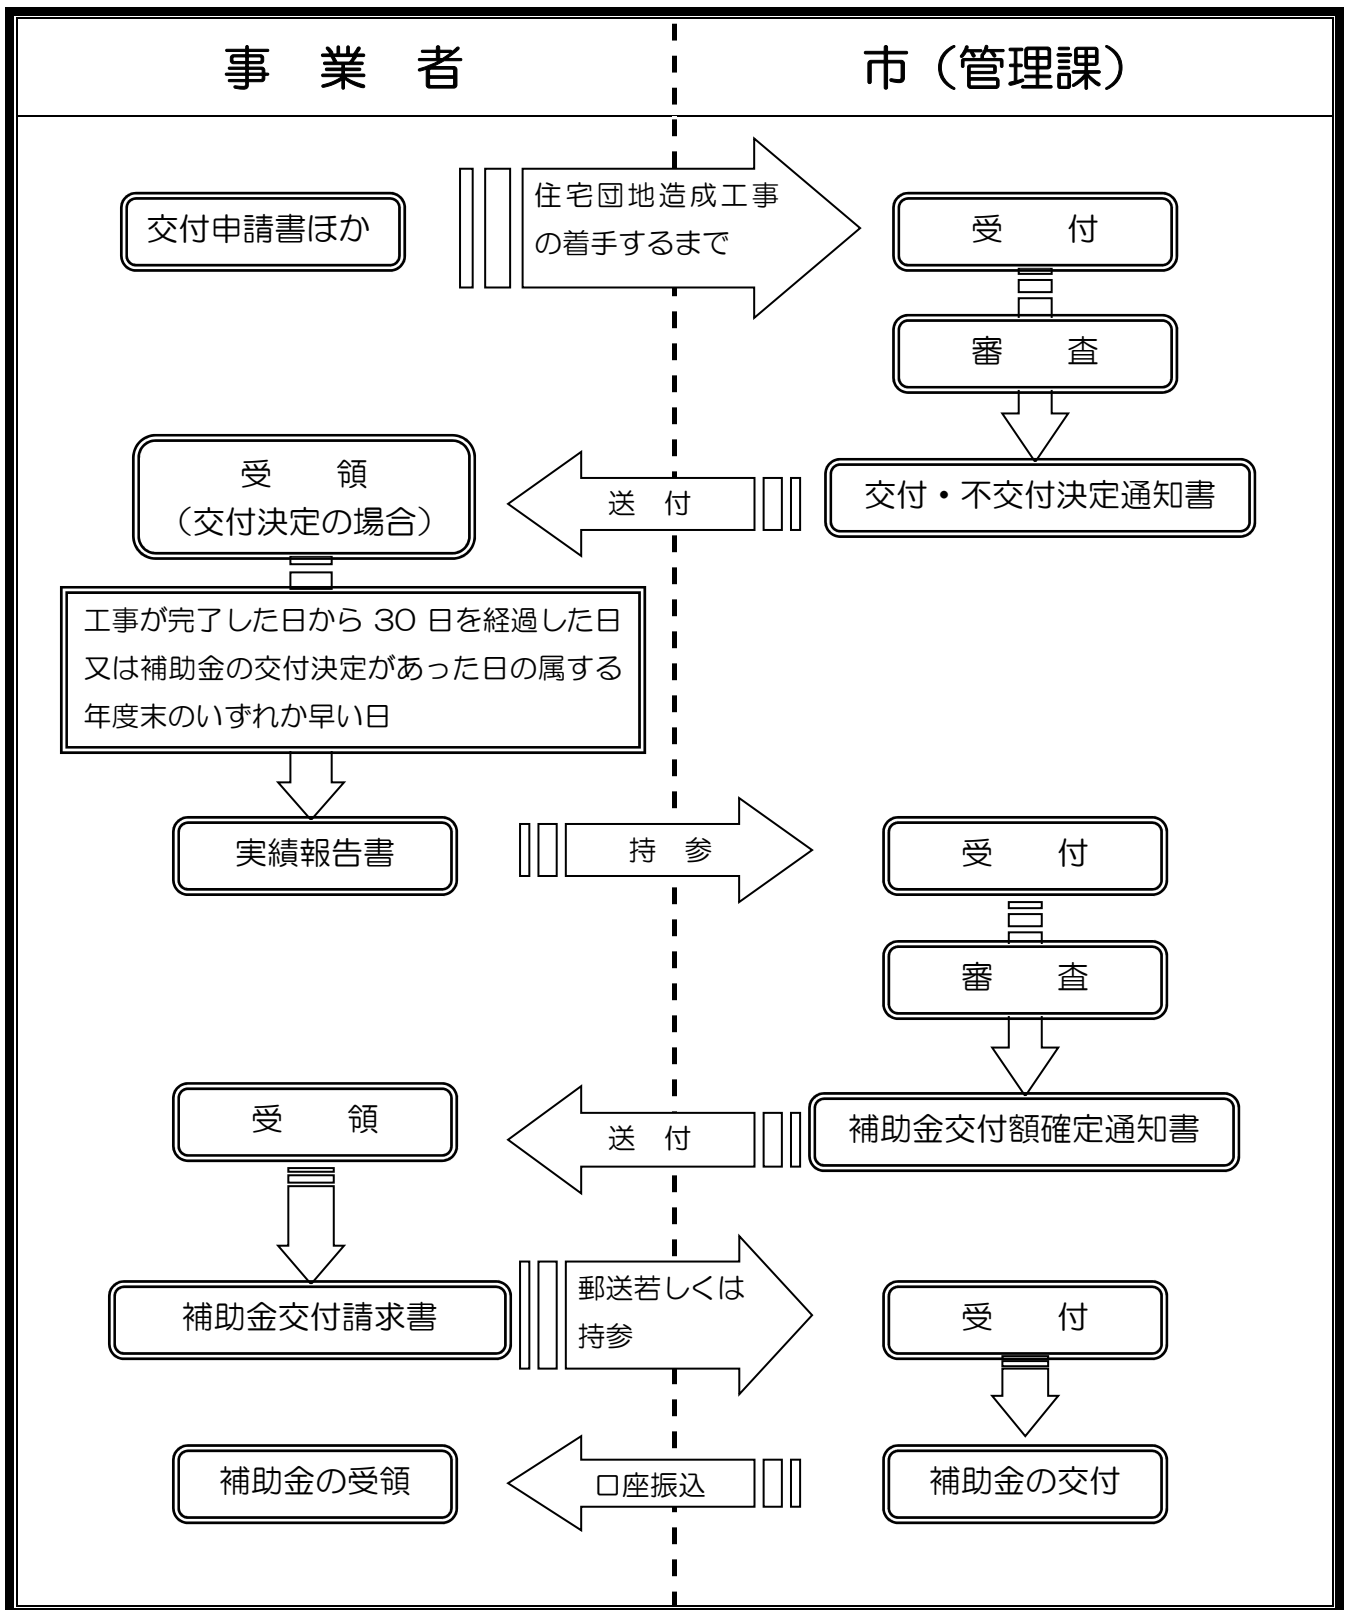 事　業　者
市（管理課）
交付申請書ほか
住宅団地造成工事
の着手するまで
受　　付
審　　査
交付・不交付決定通知書
送　付
受　　領
（交付決定の場合）
工事が完了した日から 30 日を経過した日
又は補助金の交付決定があった日の属する
年度末のいずれか早い日
実績報告書
持　参
受　　付
審　　査
補助金交付額確定通知書
送　付
受　　領
補助金交付請求書
郵送若しくは
持参
受　　付
補助金の交付
口座振込
補助金の受領